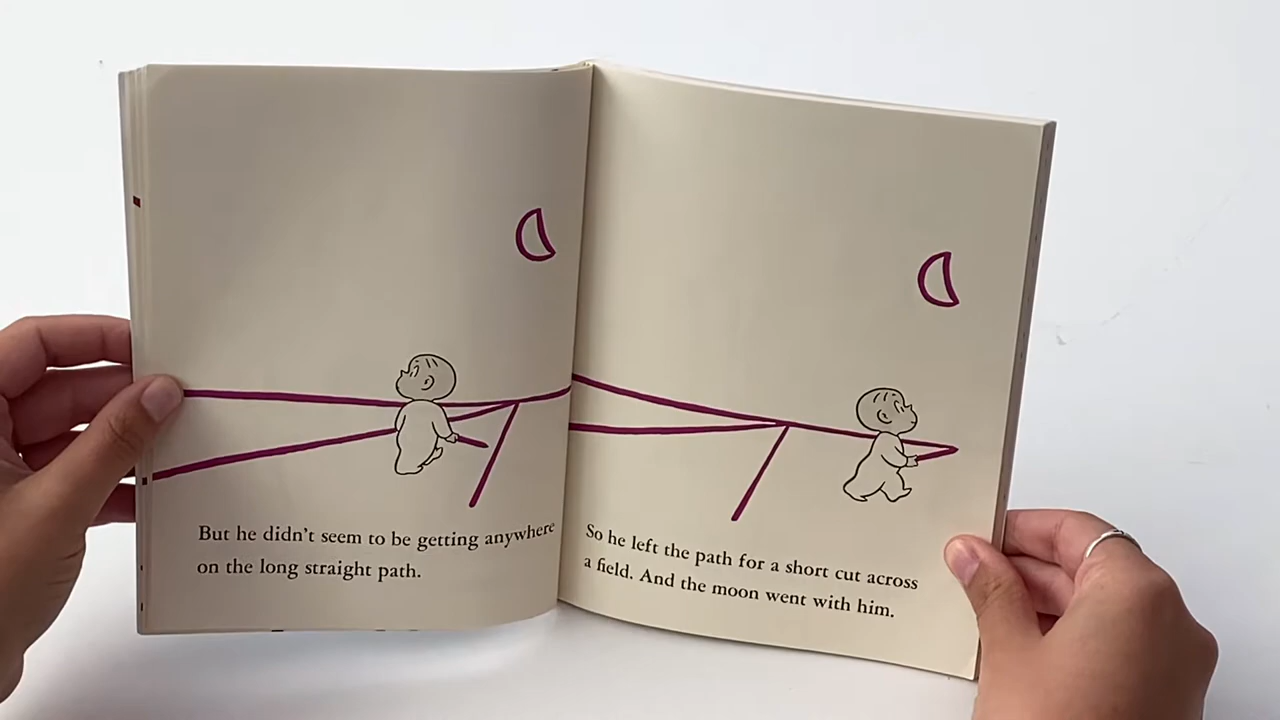 But he didn't seem to be getting anywhere
on the long straight path.
So he left the path for a short cut across
a field. And the moon went with him.